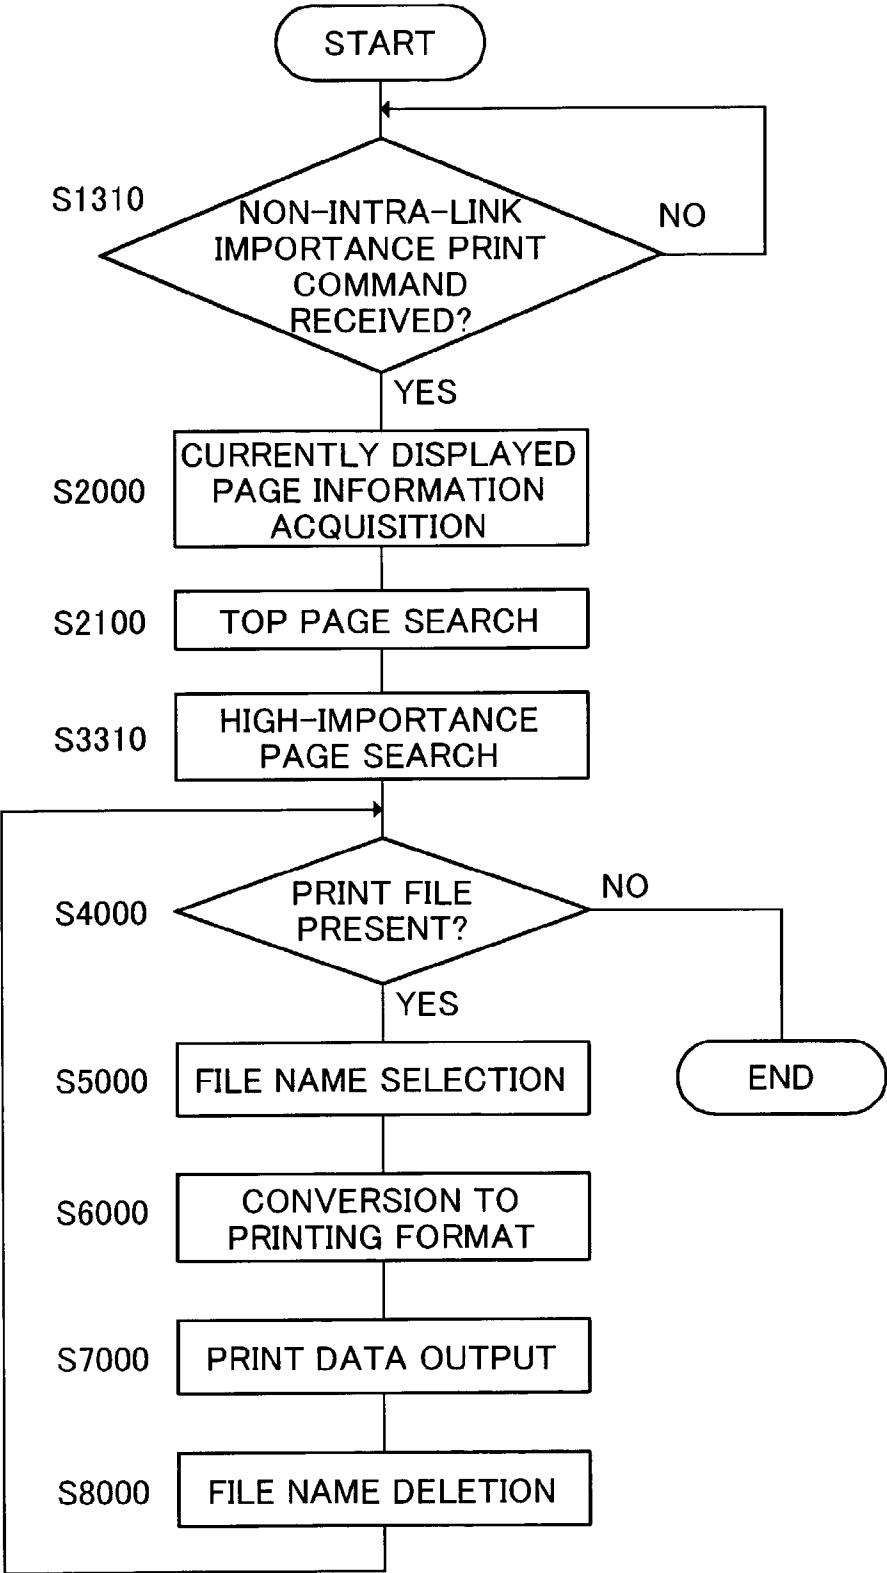 START
S1310
NON-INTRA-LINK
IMPORTANCE PRINT
COMMAND
RECEIVED?
NO
YES
S2000
CURRENTLY DISPLAYED
PAGE INFORMATION
ACQUISITION
S2100
TOP PAGE SEARCH
S3310
HIGH-IMPORTANCE
PAGE SEARCH
S4000
PRINT FILE
PRESENT?
NO
YES
S5000
FILE NAME SELECTION
END
S6000
CONVERSION TO
PRINTING FORMAT
S7000
PRINT DATA OUTPUT
S8000
FILE NAME DELETION